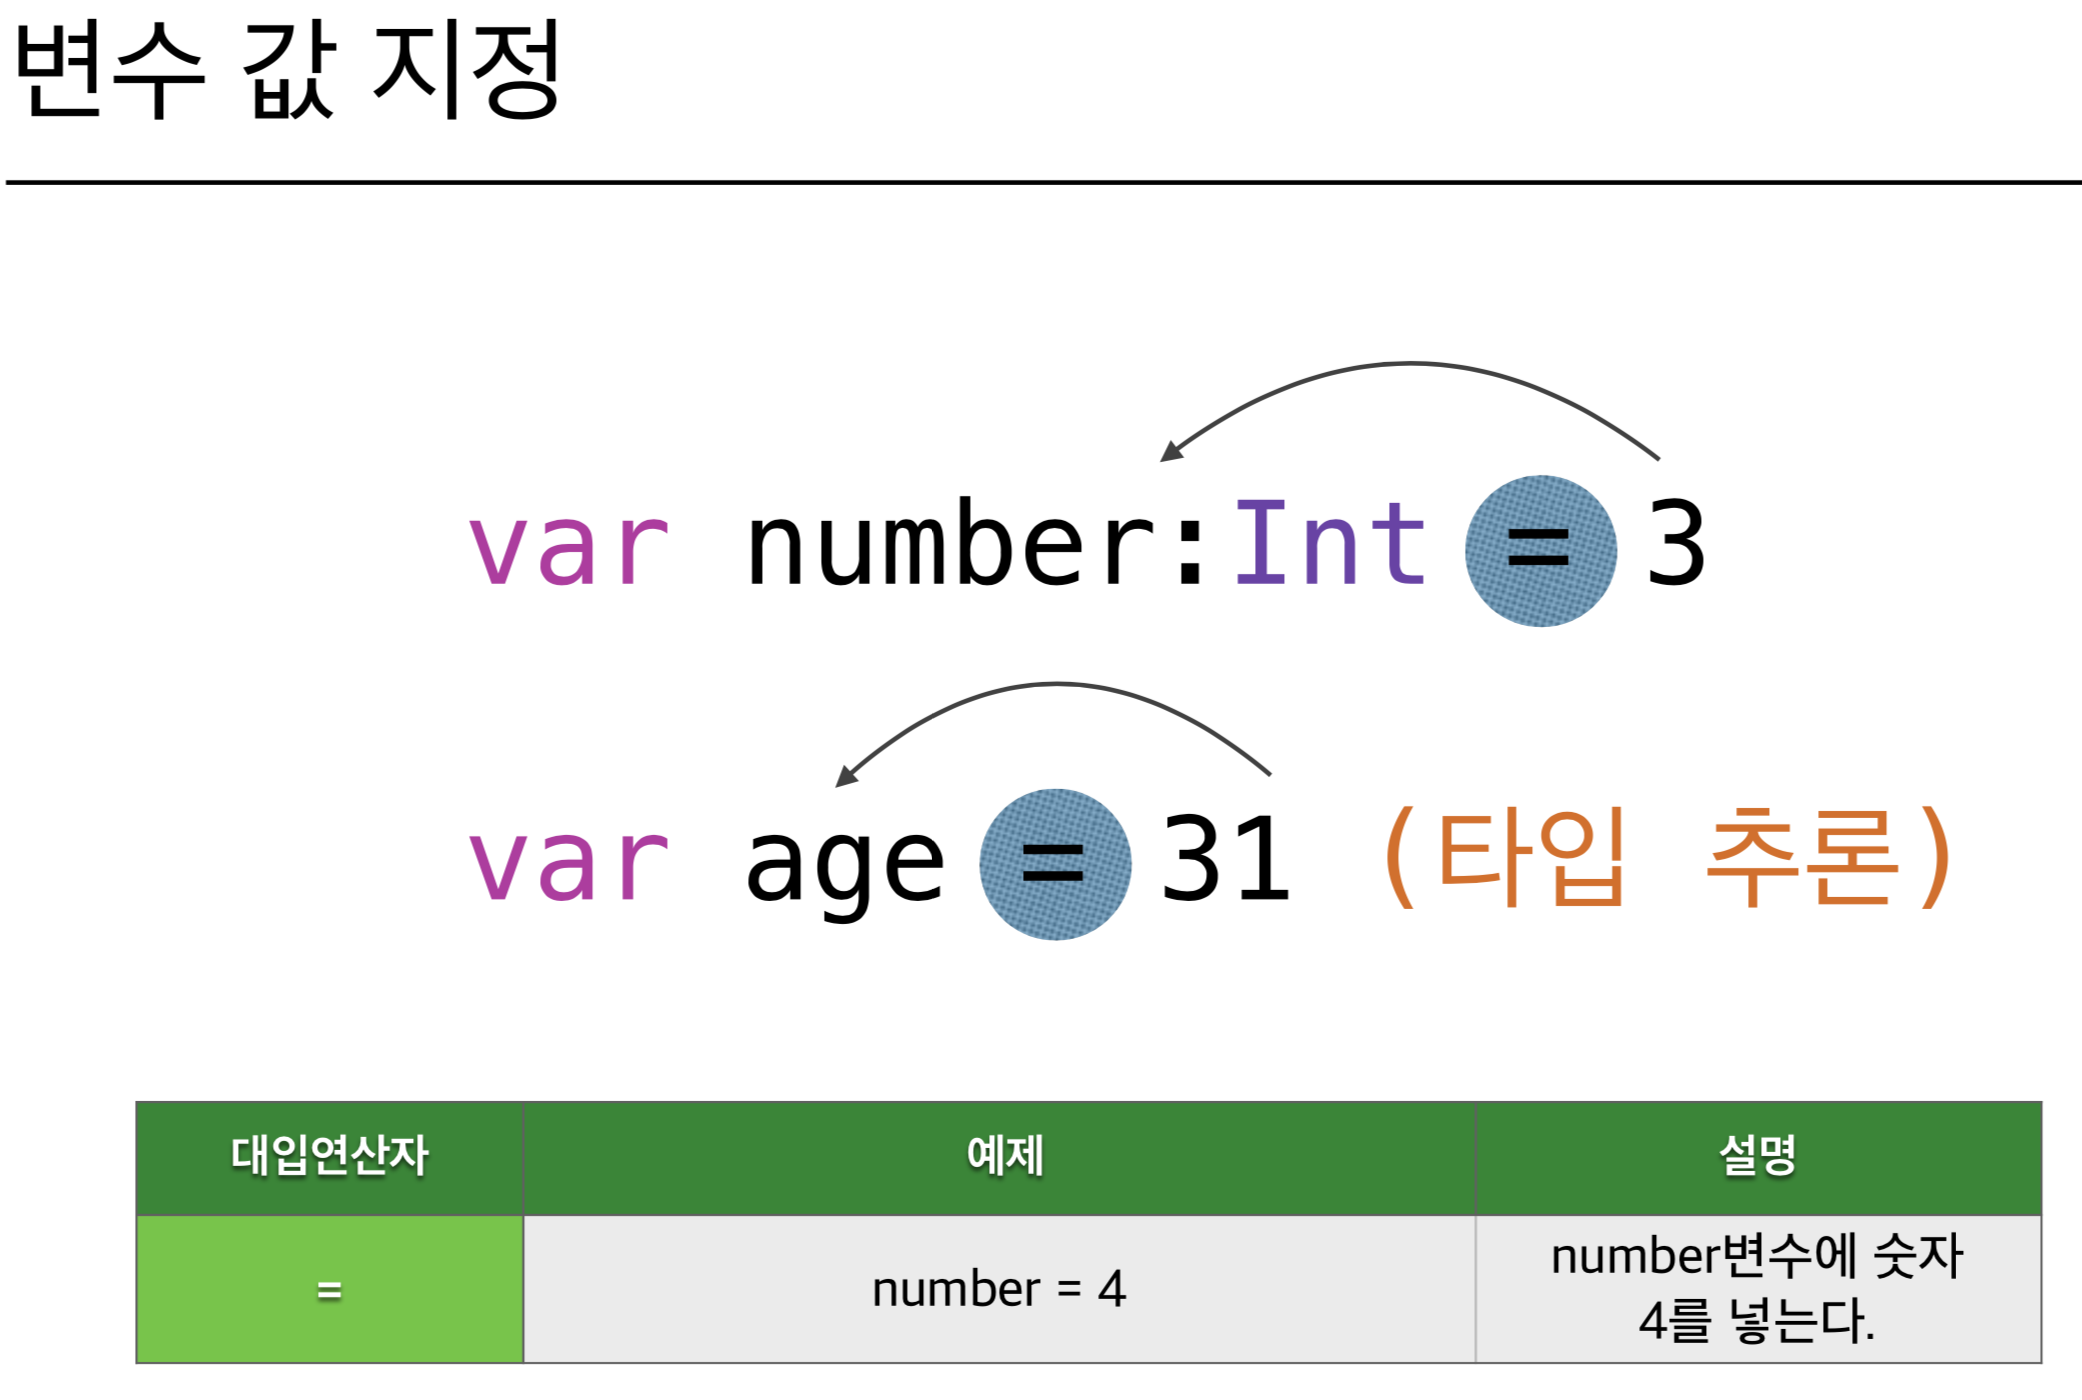 변수 값 지정
var number:Int = 3
var age = 31 (타입 추론)
대입연산자 예제 설명
= number = 4 number변수에 숫자
4를 넣는다.